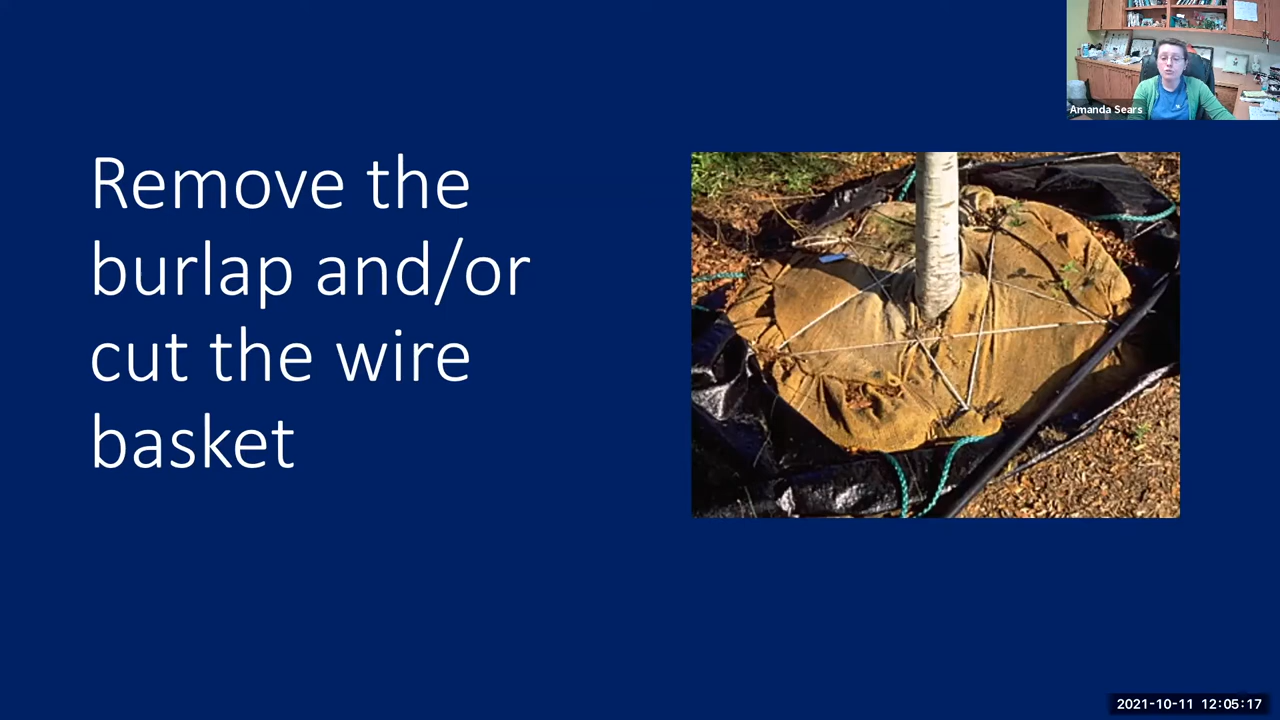 Amanda Sears
Remove the
burlap and/or
cut the wire
basket
2021-10-11 12:05:17